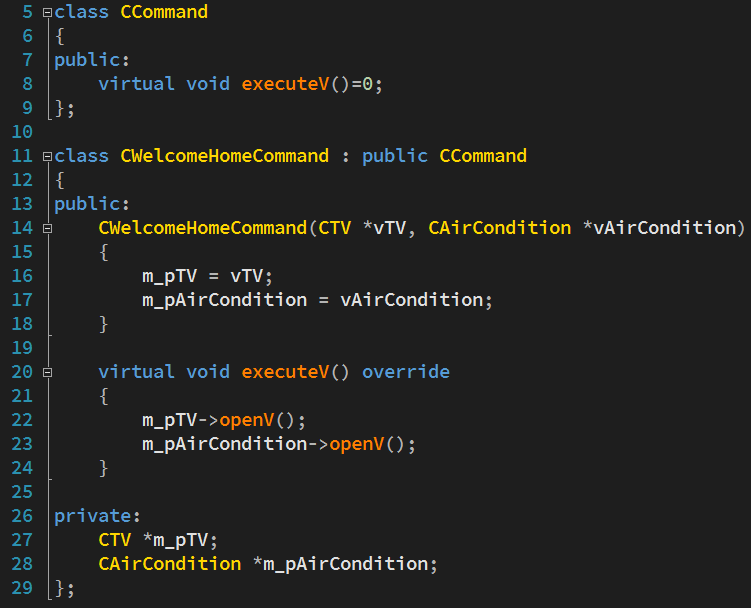 5 class CCommand
6 {
7 public:
8     virtual void executeV()=0;
9 };
10
11 class CWelcomeHomeCommand : public CCommand
12 {
13 public:
14     CWelcomeHomeCommand(CTV *vTV, CAirCondition *vAirCondition)
15     {
16         m_pTV = vTV;
17         m_pAirCondition = vAirCondition;
18     }
19
20     virtual void executeV() override
21     {
22         m_pTV->openV();
23         m_pAirCondition->openV();
24     }
25
26 private:
27     CTV *m_pTV;
28     CAirCondition *m_pAirCondition;
29 };